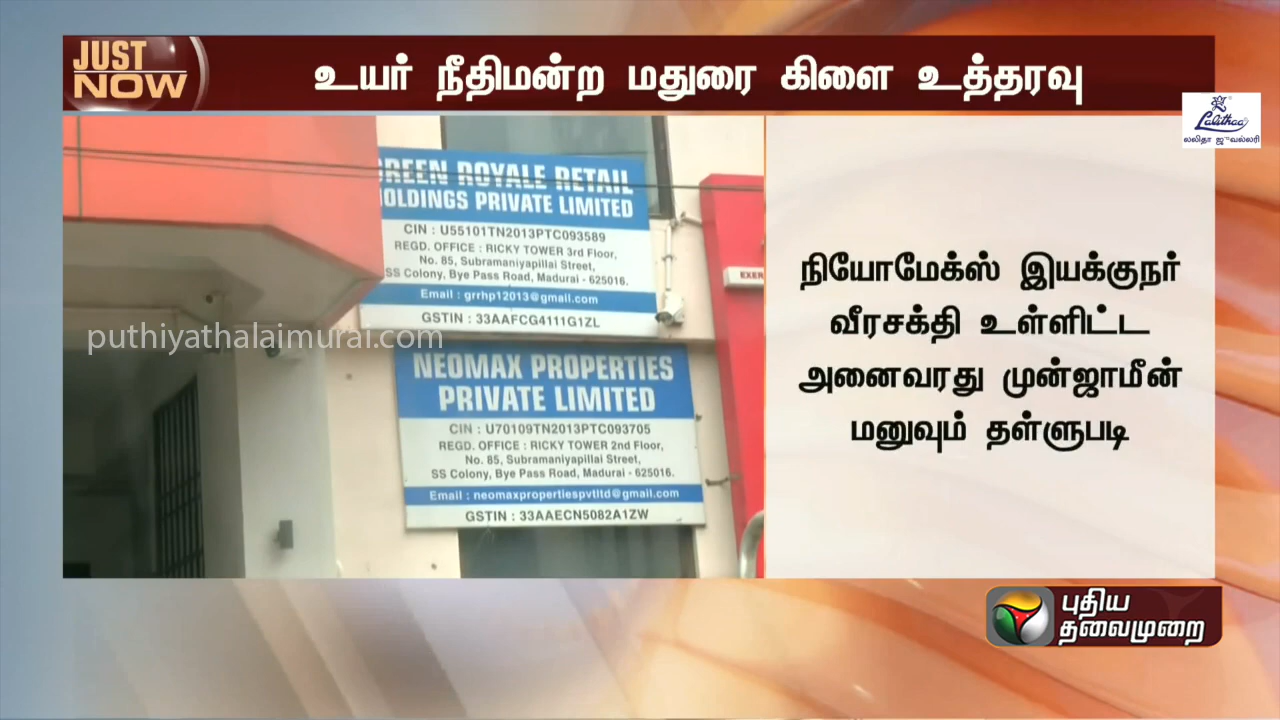 JUST
NOW
உயர் நீதிமன்ற மதுரை கிளை உத்தரவு
Lalithaa
லலிதா ஜுவல்லரி
GREEN ROYALE RETAIL
HOLDINGS PRIVATE LIMITED
CIN : U55101TN2013PTC093589
REGD. OFFICE : RICKY TOWER 3rd Floor,
No. 85, Subramaniyapillai Street,
SS Colony, Bye Pass Road, Madurai - 625016.
Email : grrhp12013@gmail.com
GSTIN : 33AAFCG4111G1ZL
EXER
puthiyathalaimurai.com
NEOMAX PROPERTIES
PRIVATE LIMITED
CIN : U70109TN2013PTC093705
REGD. OFFICE : RICKY TOWER 2nd Floor,
No. 85, Subramaniyapillai Street,
SS Colony, Bye Pass Road, Madurai - 625016.
Email : neomaxpropertiespvtltd@gmail.com
GSTIN : 33AAECN5082A1ZW
நியோமேக்ஸ் இயக்குநர்
வீரசக்தி உள்ளிட்ட
அனைவரது முன்ஜாமீன்
மனுவும் தள்ளுபடி
புதிய
தலைமுறை